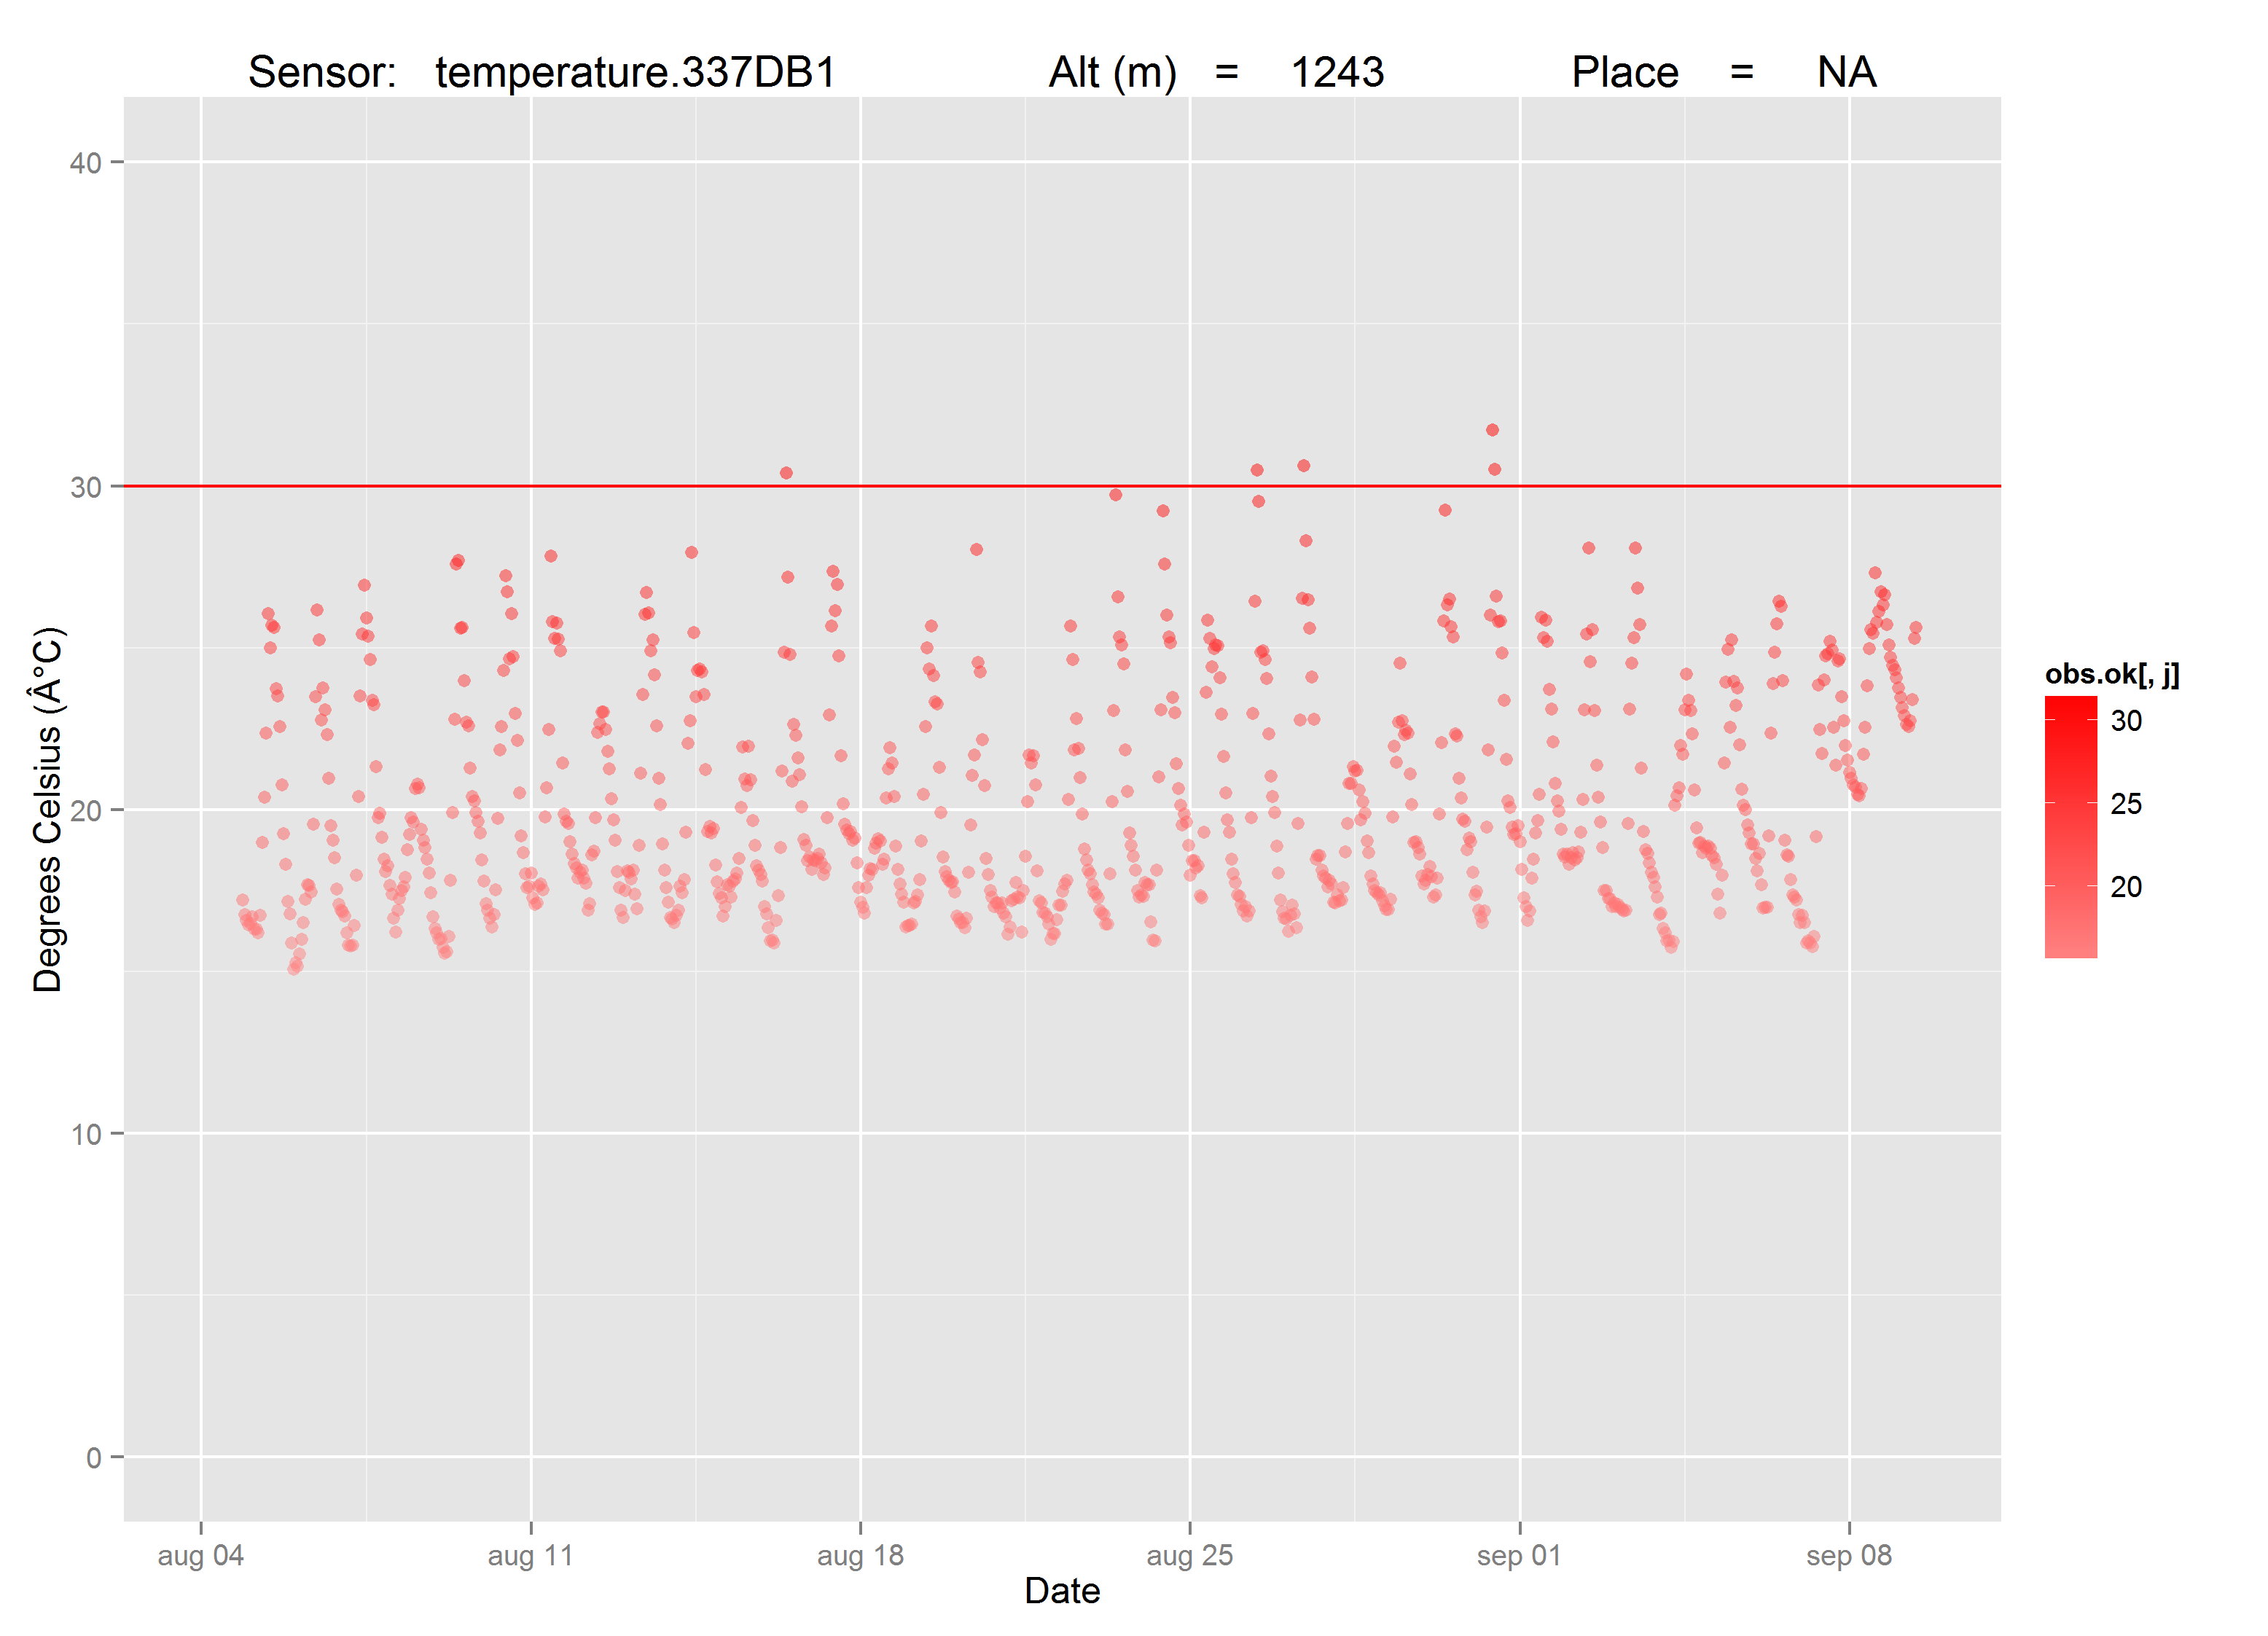 Sensor: temperature.337DB1 Alt (m) = 1243 Place = NA
40
30
20
10
0
Degrees Celsius (Â°C)
aug 04 aug 11 aug 18 aug 25 sep 01 sep 08
Date
obs.ok[, j]
30
25
20